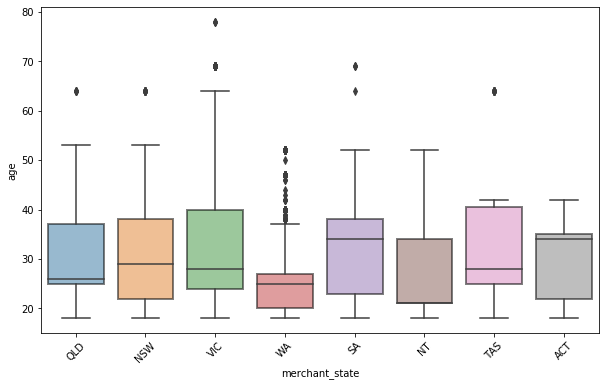 80
70
60
50
40
30
20
age
QLD
NSW
VIC
WA
SA
NT
TAS
ACT
merchant_state